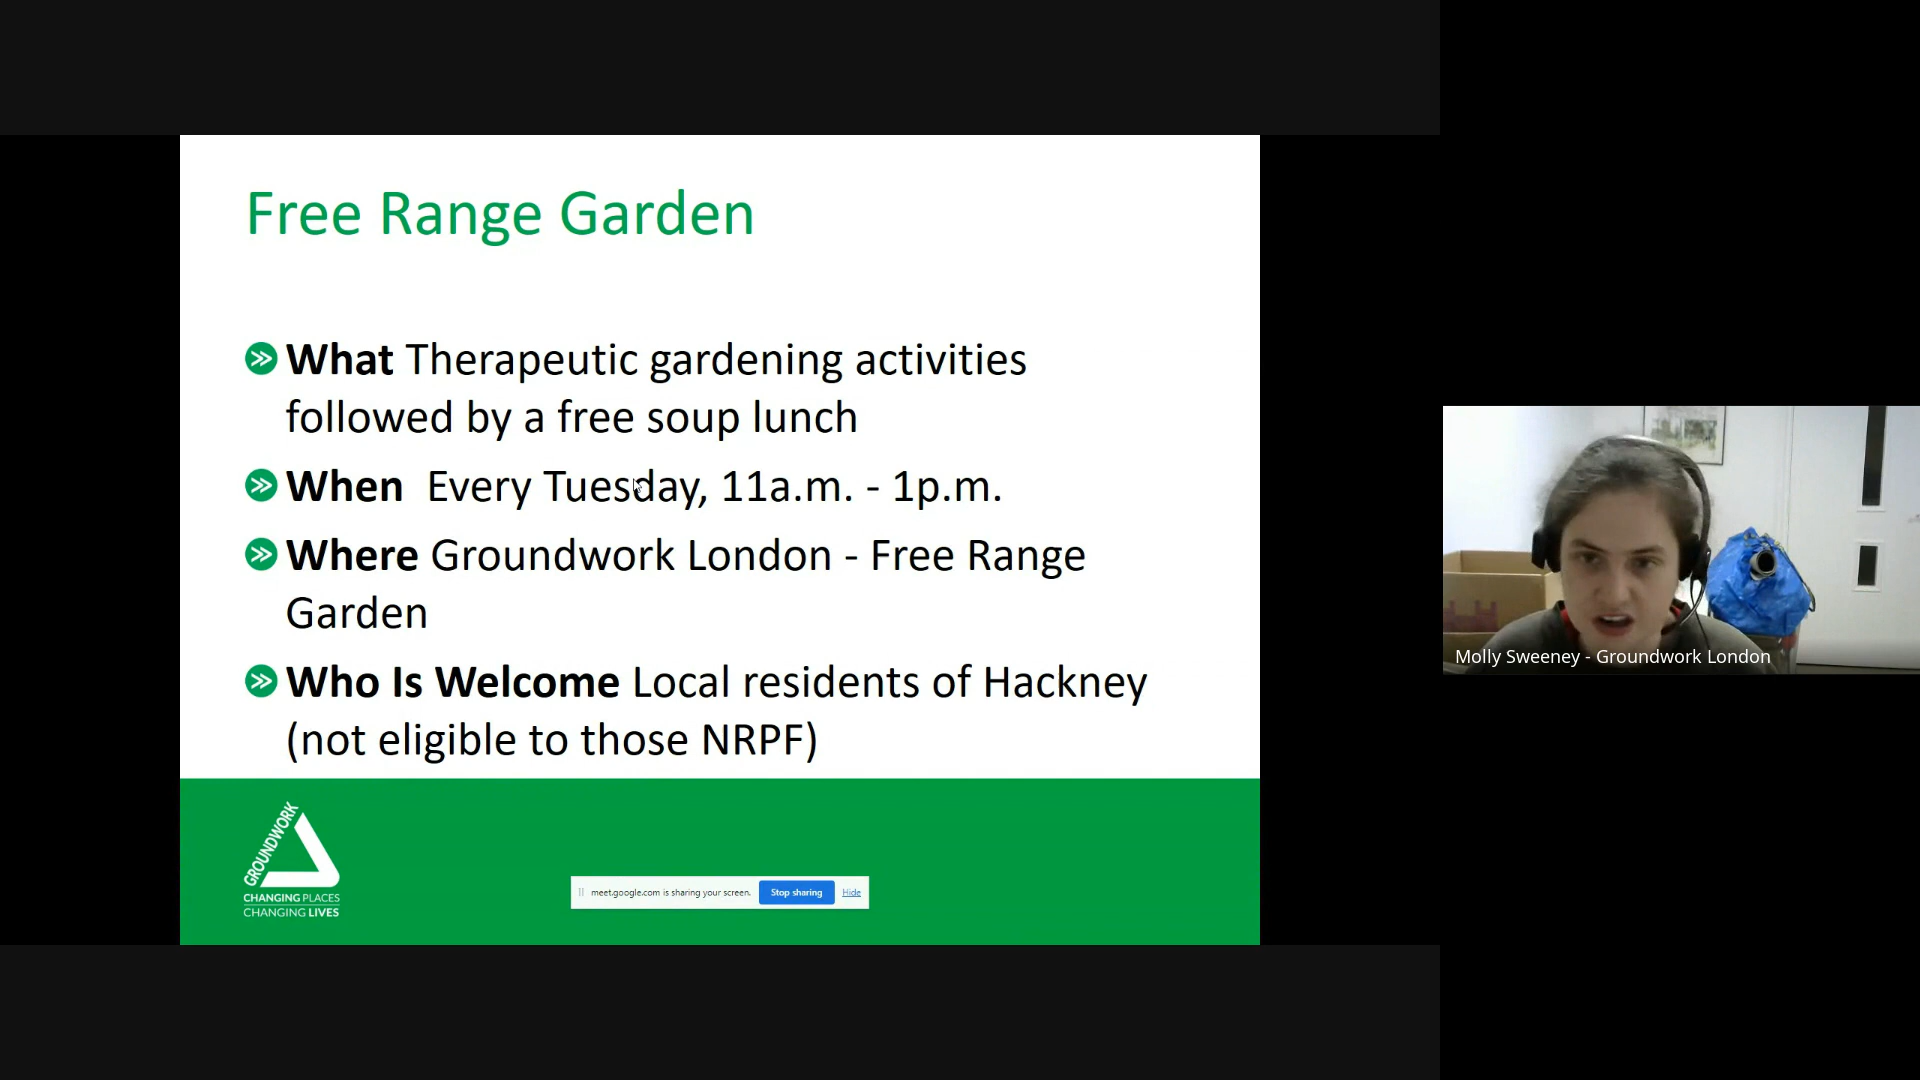 Free Range Garden
What Therapeutic gardening activities
followed by a free soup lunch
When  Every Tuesday, 11a.m. - 1p.m.
Where Groundwork London - Free Range
Garden
Who Is Welcome Local residents of Hackney
(not eligible to those NRPF)
GROUNDWORK
CHANGING PLACES
CHANGING LIVES
meet.google.com is sharing your screen. Stop sharing Hide
Molly Sweeney - Groundwork London